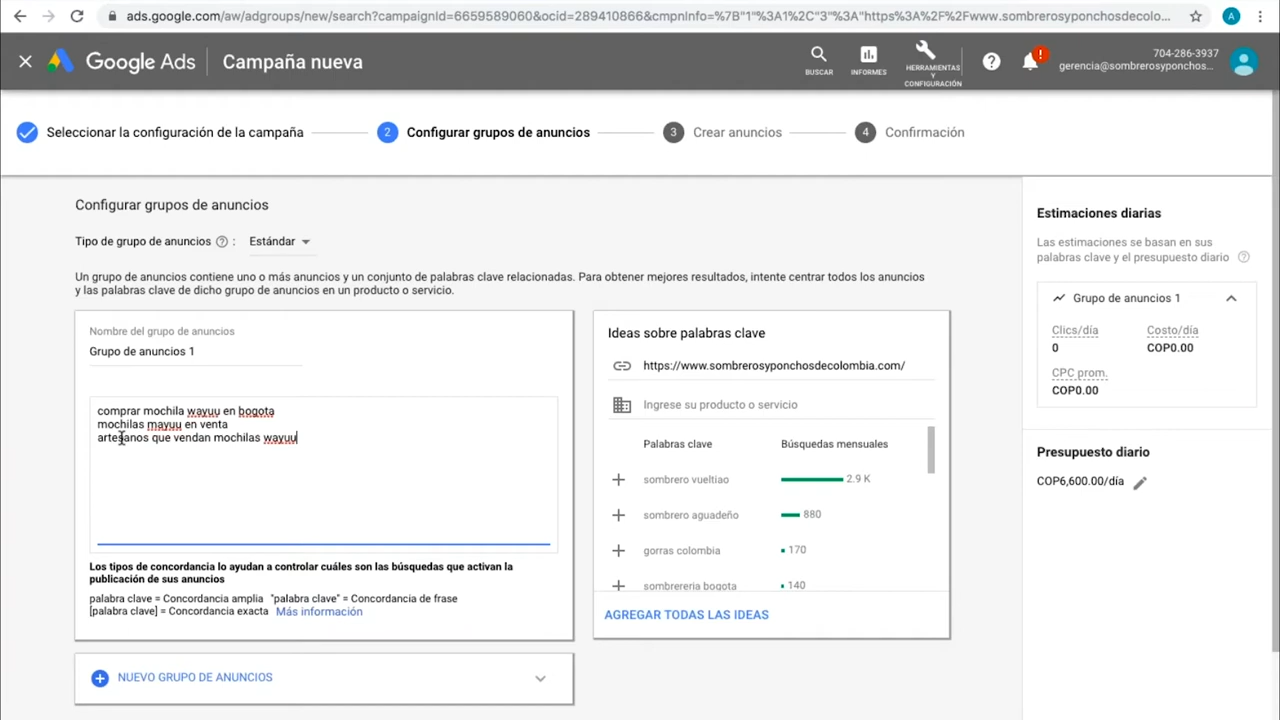 ads.google.com/aw/adgroups/new/search?campaignId=6659589060&ocid=289410866&cmpnInfo=%7B"1"%3A1%2C"3"%3A"https%3A%2F%2Fwww.sombrerosyponchosdecolo...
A
Google Ads
Campaña nueva
BUSCAR
INFORMES
HERRAMIENTAS
Y
CONFIGURACIÓN
704-286-3937
gerencia@sombrerosyponchos...
Seleccionar la configuración de la campaña
2 Configurar grupos de anuncios
3 Crear anuncios
4 Confirmación
Configurar grupos de anuncios
Tipo de grupo de anuncios ? : Estándar
Un grupo de anuncios contiene uno o más anuncios y un conjunto de palabras clave relacionadas. Para obtener mejores resultados, intente centrar todos los anuncios
y las palabras clave de dicho grupo de anuncios en un producto o servicio.
Nombre del grupo de anuncios
Grupo de anuncios 1
comprar mochila wayuu en bogota
mochilas mayuu en venta
artesanos que vendan mochilas wayuu
Los tipos de concordancia lo ayudan a controlar cuáles son las búsquedas que activan la
publicación de sus anuncios
palabra clave = Concordancia amplia "palabra clave" = Concordancia de frase
[palabra clave] = Concordancia exacta Más información
NUEVO GRUPO DE ANUNCIOS
Ideas sobre palabras clave
https://www.sombrerosyponchosdecolombia.com/
Ingrese su producto o servicio
Palabras clave Búsquedas mensuales
sombrero vueltiao 2.9 K
sombrero aguadeño 880
gorras colombia 170
sombrereria bogota 140
AGREGAR TODAS LAS IDEAS
Estimaciones diarias
Las estimaciones se basan en sus
palabras clave y el presupuesto diario ?
Grupo de anuncios 1
Clics/día Costo/día
0 COP0.00
CPC prom.
COP0.00
Presupuesto diario
COP6,600.00/día